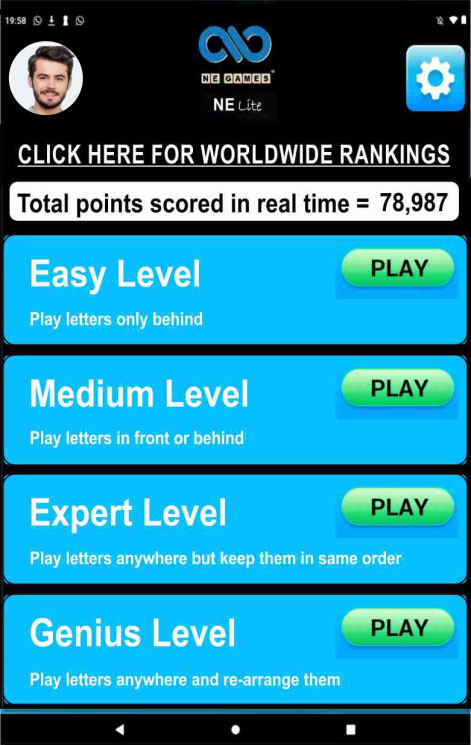 19:58
NE GAMES™
NE Lite
CLICK HERE FOR WORLDWIDE RANKINGS
Total points scored in real time = 78,987
Easy Level
PLAY
Play letters only behind
Medium Level
PLAY
Play letters in front or behind
Expert Level
PLAY
Play letters anywhere but keep them in same order
Genius Level
PLAY
Play letters anywhere and re-arrange them